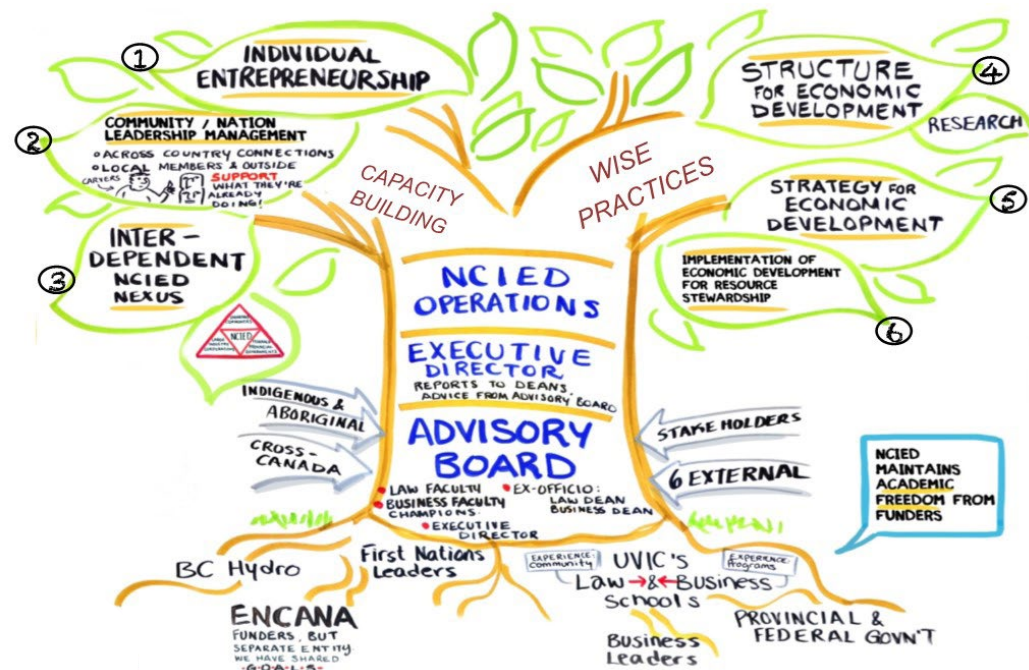 1
INDIVIDUAL
ENTREPRENEURSHIP
2
COMMUNITY / NATION
LEADERSHIP MANAGEMENT
ACROSS COUNTRY CONNECTIONS
LOCAL MEMBERS & OUTSIDE
CARVERS
SUPPORT
WHAT THEY'RE
ALREADY
DOING!
3
INTER-
DEPENDENT
NCIED
NEXUS
NCIED
CAPACITY
BUILDING
WISE
PRACTICES
4
STRUCTURE
FOR ECONOMIC
DEVELOPMENT
RESEARCH
5
STRATEGY FOR
ECONOMIC
DEVELOPMENT
IMPLEMENTATION OF
ECONOMIC DEVELOPMENT
FOR RESOURCE
STEWARDSHIP
6
NCIED
OPERATIONS
EXECUTIVE
DIRECTOR
REPORTS TO DEANS,
ADVICE FROM ADVISORY BOARD
ADVISORY
BOARD
• LAW FACULTY
• BUSINESS FACULTY
CHAMPIONS.
• EX-OFFICIO:
LAW DEAN
BUSINESS DEAN
• EXECUTIVE
DIRECTOR
INDIGENOUS &
ABORIGINAL
CROSS-
CANADA
STAKEHOLDERS
6 EXTERNAL
NCIED
MAINTAINS
ACADEMIC
FREEDOM FROM
FUNDERS
BC Hydro
First Nations
Leaders
ENCANA
FUNDERS, BUT
SEPARATE ENTITY.
WE HAVE SHARED
G.O.A.L.S.
EXPERIENCE:
Community
UVIC'S
EXPERIENCE:
Programs
Law → & ← Business
Schools
Business
Leaders
PROVINCIAL &
FEDERAL GOVN'T